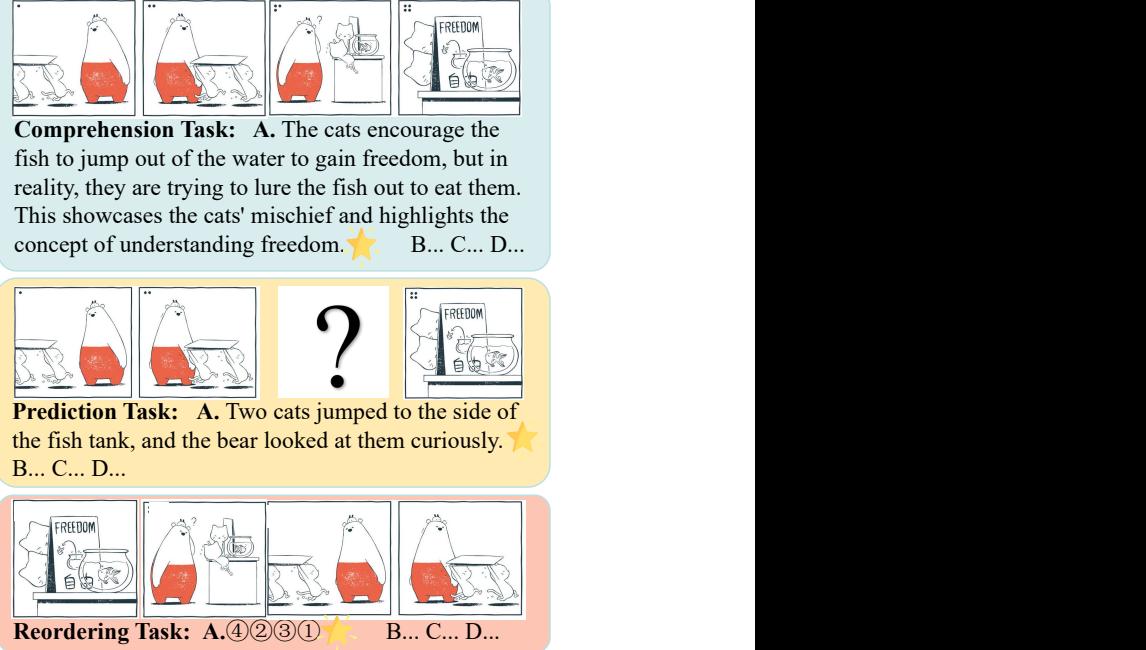 ?
FREEDOM
Comprehension Task: A. The cats encourage the
fish to jump out of the water to gain freedom, but in
reality, they are trying to lure the fish out to eat them.
This showcases the cats' mischief and highlights the
concept of understanding freedom. B... C... D...
?
FREEDOM
Prediction Task: A. Two cats jumped to the side of
the fish tank, and the bear looked at them curiously.
B... C... D...
FREEDOM
?
Reordering Task: A.④②③① B... C... D...